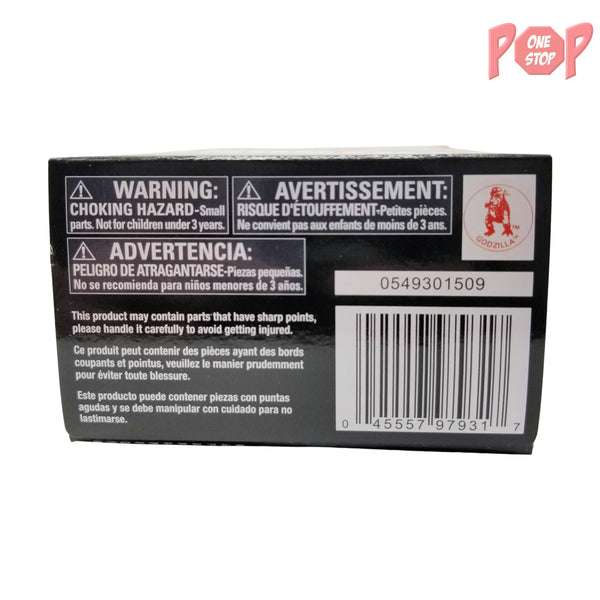 POP
ONE
STOP
WARNING:
CHOKING HAZARD-Small
parts. Not for children under 3 years.
AVERTISSEMENT:
RISQUE D'ÉTOUFFEMENT-Petites pièces.
Ne convient pas aux enfants de moins de 3 ans.
ADVERTENCIA:
PELIGRO DE ATRAGANTARSE-Piezas pequeñas.
No se recomienda para niños menores de 3 años.
GODZILLA
TM
0549301509
This product may contain parts that have sharp points,
please handle it carefully to avoid getting injured.
Ce produit peut contenir des pièces ayant des bords
coupants et pointus, veuillez le manier prudemment
pour éviter toute blessure.
Este producto puede contener piezas con puntas
agudas y se debe manipular con cuidado para no
lastimarse.
0 45557 97931 7